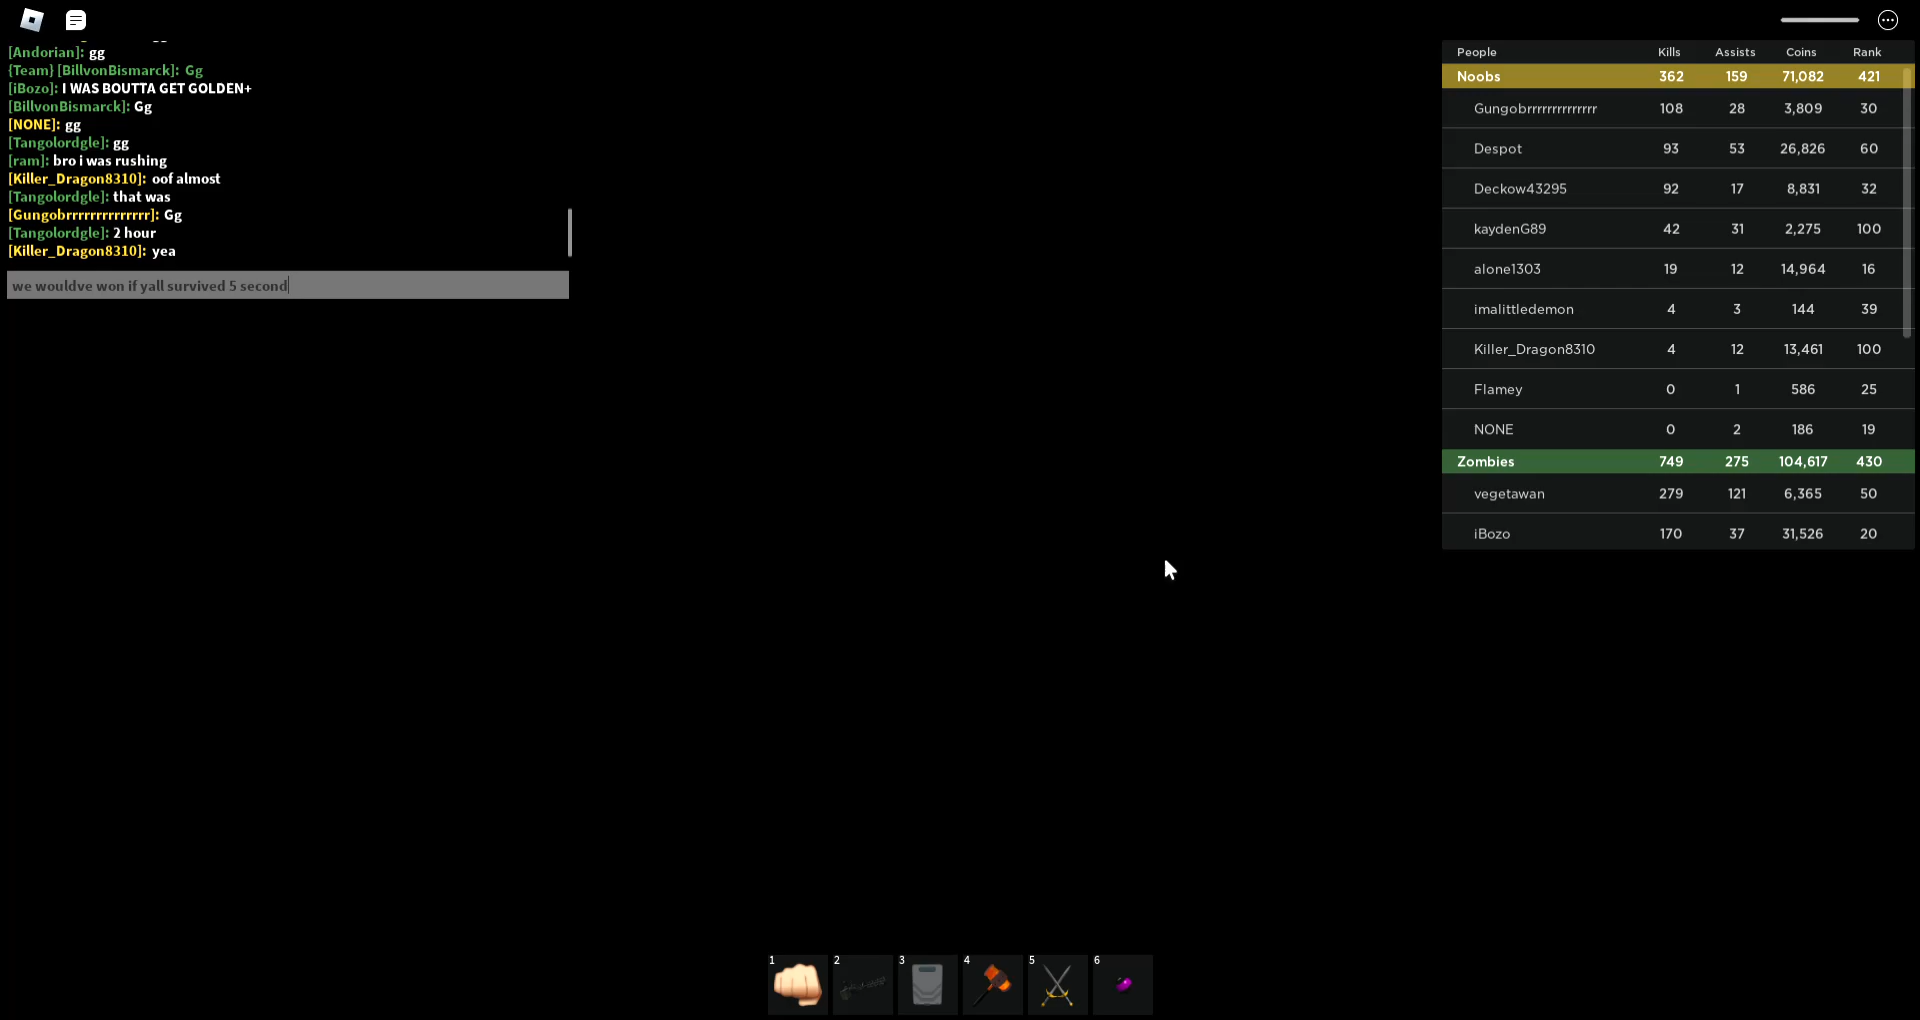 [Andorian]: gg
{Team} [BillvonBismarck]: Gg
[iBozo]: I WAS BOUTTA GET GOLDEN+
[BillvonBismarck]: Gg
[NONE]: gg
[Tangolordgle]: gg
[ram]: bro i was rushing
[Killer_Dragon8310]: oof almost
[Tangolordgle]: that was
[Gungobrrrrrrrrrrrrrr]: Gg
[Tangolordgle]: 2 hour
[Killer_Dragon8310]: yea
we wouldve won if yall survived 5 second
People Kills Assists Coins Rank
Noobs 362 159 71,082 421
Gungobrrrrrrrrrrrrrr 108 28 3,809 30
Despot 93 53 26,826 60
Deckow43295 92 17 8,831 32
kaydenG89 42 31 2,275 100
alone1303 19 12 14,964 16
imalittledemon 4 3 144 39
Killer_Dragon8310 4 12 13,461 100
Flamey 0 1 586 25
NONE 0 2 186 19
Zombies 749 275 104,617 430
vegetawan 279 121 6,365 50
iBozo 170 37 31,526 20
1 2 3 4 5 6